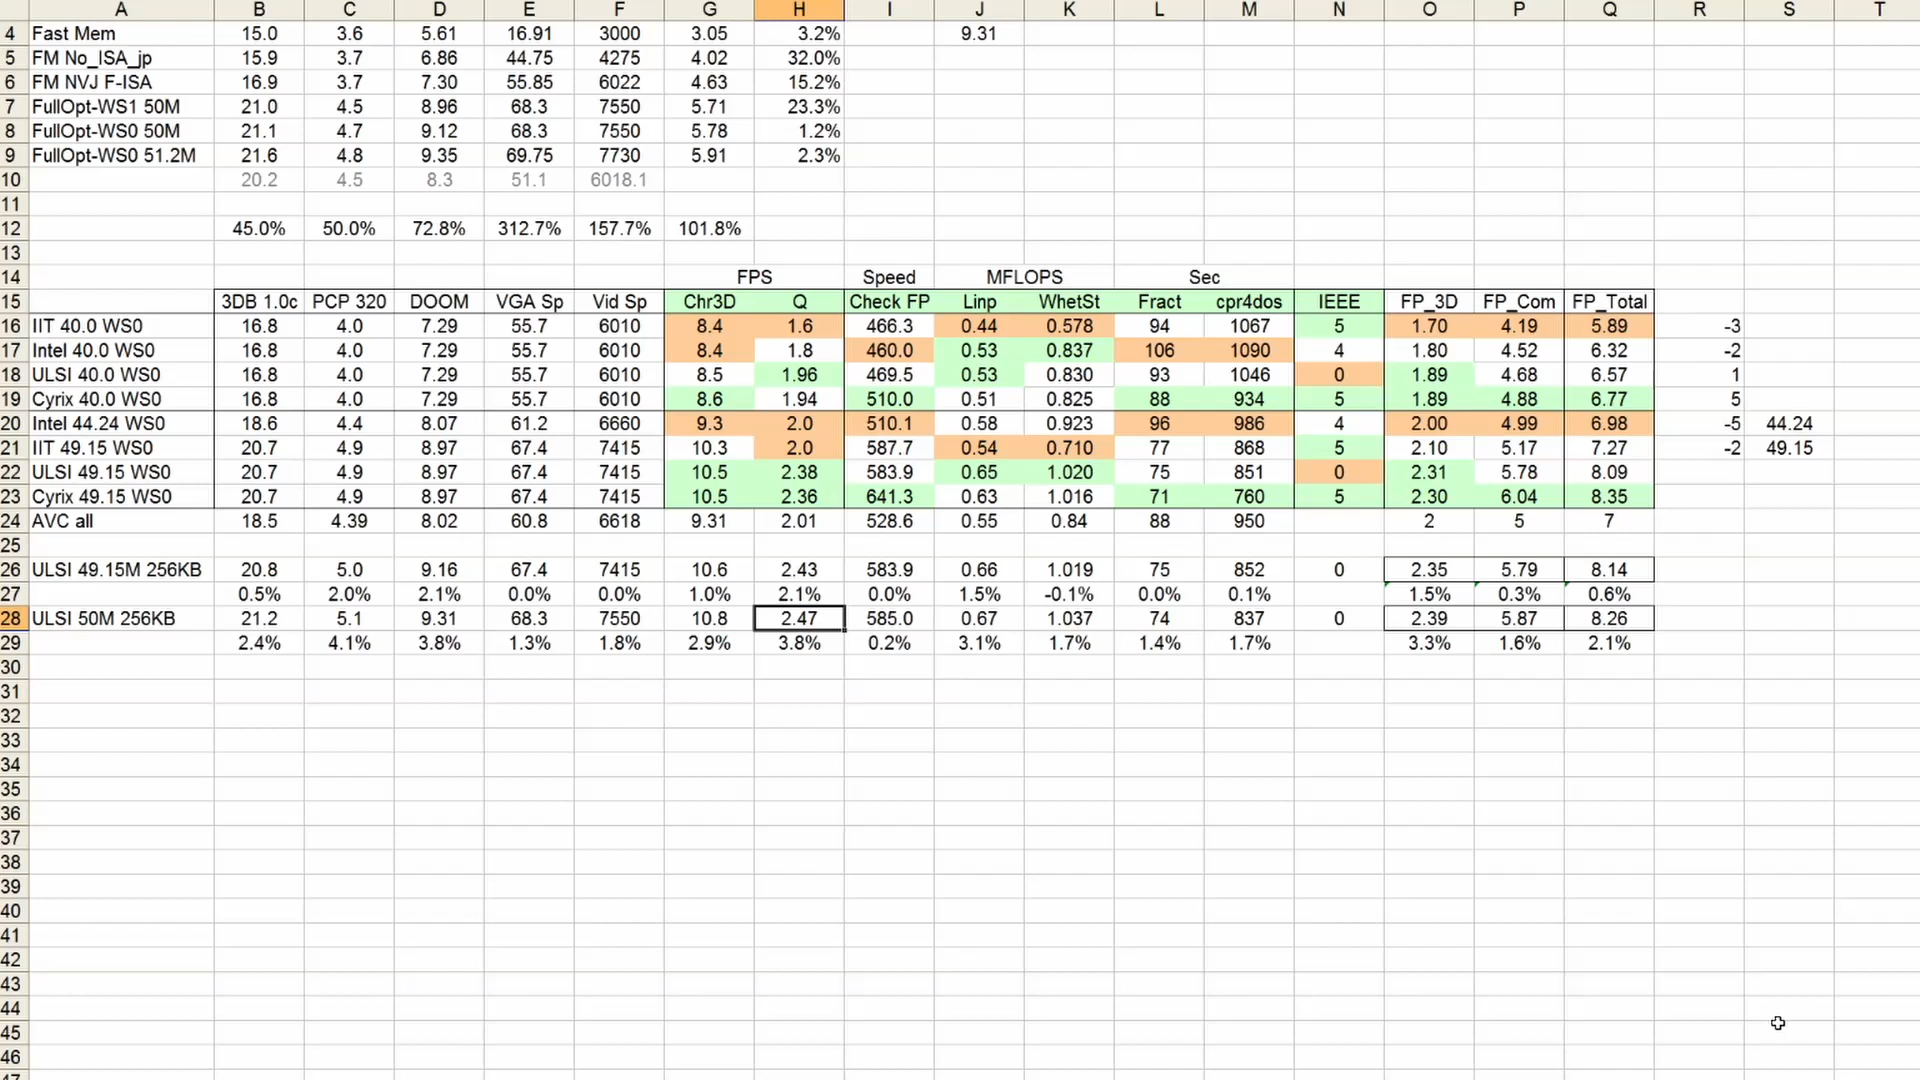 A B C D E F G H I J K L M N O P Q R S T
4 Fast Mem 15.0 3.6 5.61 16.91 3000 3.05 3.2% 9.31
5 FM No_ISA_jp 15.9 3.7 6.86 44.75 4275 4.02 32.0%
6 FM NVJ F-ISA 16.9 3.7 7.30 55.85 6022 4.63 15.2%
7 FullOpt-WS1 50M 21.0 4.5 8.96 68.3 7550 5.71 23.3%
8 FullOpt-WS0 50M 21.1 4.7 9.12 68.3 7550 5.78 1.2%
9 FullOpt-WS0 51.2M 21.6 4.8 9.35 69.75 7730 5.91 2.3%
10 20.2 4.5 8.3 51.1 6018.1
11
12 45.0% 50.0% 72.8% 312.7% 157.7% 101.8%
13
14 FPS Speed MFLOPS Sec
15 3DB 1.0c PCP 320 DOOM VGA Sp Vid Sp Chr3D Q Check FP Linp WhetSt Fract cpr4dos IEEE FP_3D FP_Com FP_Total
16 IIT 40.0 WS0 16.8 4.0 7.29 55.7 6010 8.4 1.6 466.3 0.44 0.578 94 1067 5 1.70 4.19 5.89 -3
17 Intel 40.0 WS0 16.8 4.0 7.29 55.7 6010 8.4 1.8 460.0 0.53 0.837 106 1090 4 1.80 4.52 6.32 -2
18 ULSI 40.0 WS0 16.8 4.0 7.29 55.7 6010 8.5 1.96 469.5 0.53 0.830 93 1046 0 1.89 4.68 6.57 1
19 Cyrix 40.0 WS0 16.8 4.0 7.29 55.7 6010 8.6 1.94 510.0 0.51 0.825 88 934 5 1.89 4.88 6.77 5
20 Intel 44.24 WS0 18.6 4.4 8.07 61.2 6660 9.3 2.0 510.1 0.58 0.923 96 986 4 2.00 4.99 6.98 -5 44.24
21 IIT 49.15 WS0 20.7 4.9 8.97 67.4 7415 10.3 2.0 587.7 0.54 0.710 77 868 5 2.10 5.17 7.27 -2 49.15
22 ULSI 49.15 WS0 20.7 4.9 8.97 67.4 7415 10.5 2.38 583.9 0.65 1.020 75 851 0 2.31 5.78 8.09
23 Cyrix 49.15 WS0 20.7 4.9 8.97 67.4 7415 10.5 2.36 641.3 0.63 1.016 71 760 5 2.30 6.04 8.35
24 AVC all 18.5 4.39 8.02 60.8 6618 9.31 2.01 528.6 0.55 0.84 88 950 2 5 7
25
26 ULSI 49.15M 256KB 20.8 5.0 9.16 67.4 7415 10.6 2.43 583.9 0.66 1.019 75 852 0 2.35 5.79 8.14
27 0.5% 2.0% 2.1% 0.0% 0.0% 1.0% 2.1% 0.0% 1.5% -0.1% 0.0% 0.1% 1.5% 0.3% 0.6%
28 ULSI 50M 256KB 21.2 5.1 9.31 68.3 7550 10.8 2.47 585.0 0.67 1.037 74 837 0 2.39 5.87 8.26
29 2.4% 4.1% 3.8% 1.3% 1.8% 2.9% 3.8% 0.2% 3.1% 1.7% 1.4% 1.7% 3.3% 1.6% 2.1%
30
31
32
33
34
35
36
37
38
39
40
41
42
43
44
45
46
47